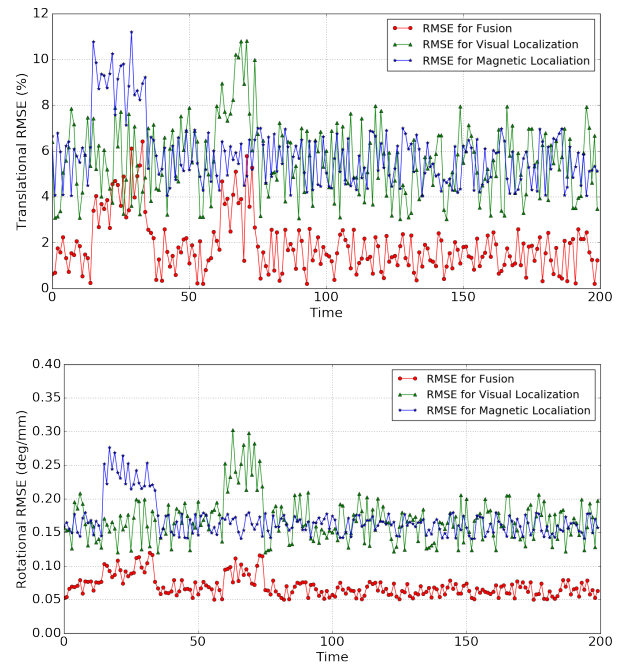 12
10
8
6
4
2
0
Translational RMSE (%)
RMSE for Fusion
RMSE for Visual Localization
RMSE for Magnetic Localiation
0 50 100 150 200
Time
0.40
0.35
0.30
0.25
0.20
0.15
0.10
0.05
0.00
Rotational RMSE (deg/mm)
RMSE for Fusion
RMSE for Visual Localization
RMSE for Magnetic Localiation
0 50 100 150 200
Time